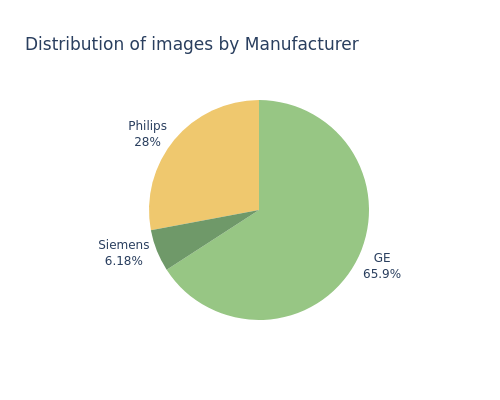 Distribution of images by Manufacturer
Philips
28%
Siemens
6.18%
GE
65.9%